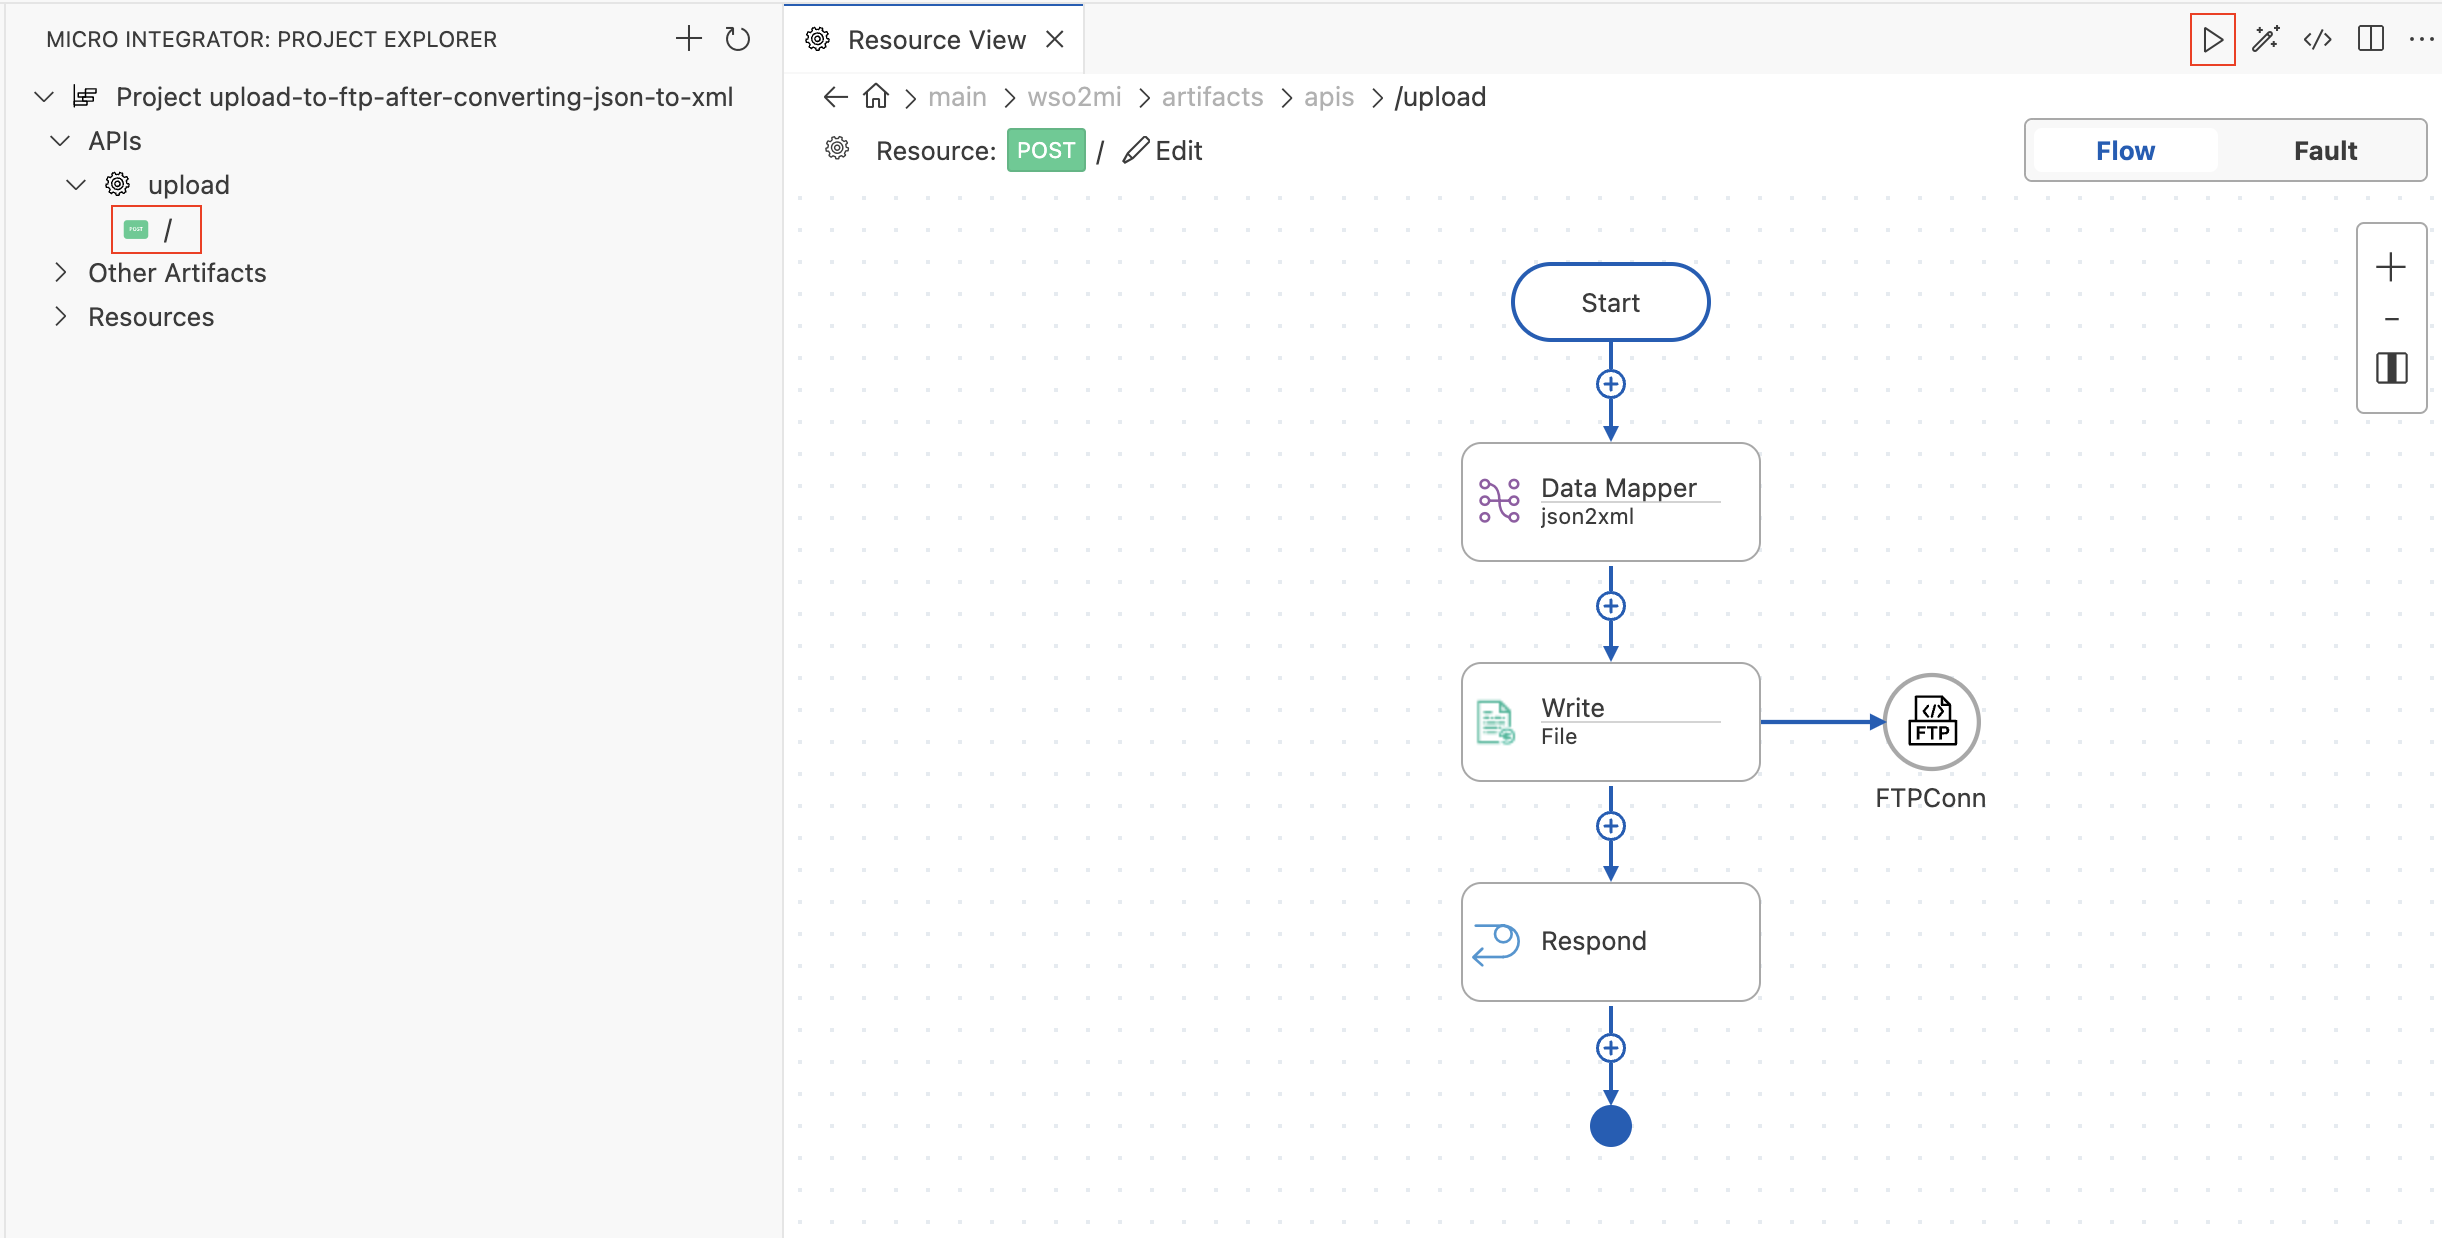 MICRO INTEGRATOR: PROJECT EXPLORER
Project upload-to-ftp-after-converting-json-to-xml
APIs
upload
POST /
Other Artifacts
Resources
Resource View
main wso2mi artifacts apis /upload
Resource: POST / Edit
Flow Fault
Start
Data Mapper
json2xml
Write
File
</> FTP
FTPConn
Respond